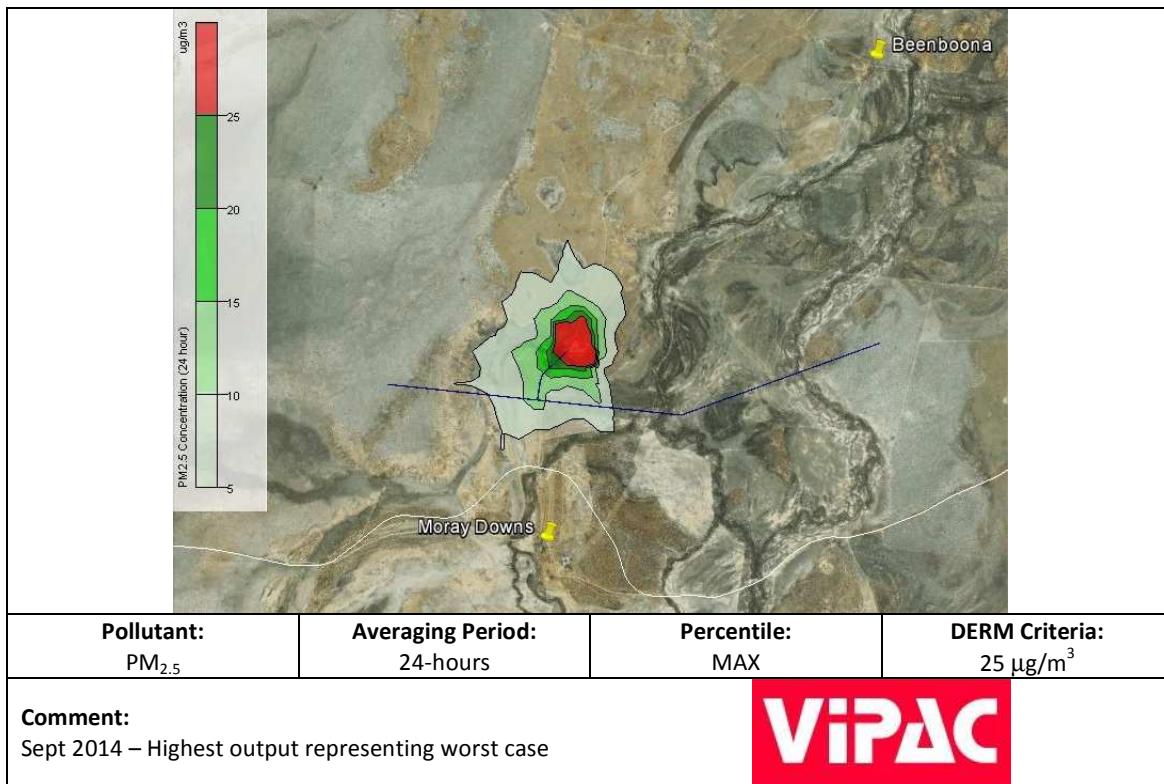 ug/m3
25
20
15
10
5
PM2.5 Concentration (24 hour)
Beenboona
Moray Downs
Pollutant:
PM2.5
Averaging Period:
24-hours
Percentile:
MAX
DERM Criteria:
25 μg/m³
Comment:
Sept 2014 – Highest output representing worst case
ViPAC